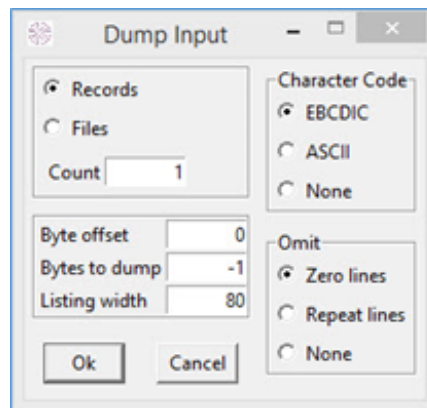 Dump Input
Records
Files
Count 1
Character Code
EBCDIC
ASCII
None
Byte offset 0
Bytes to dump -1
Listing width 80
Omit
Zero lines
Repeat lines
None
Ok Cancel